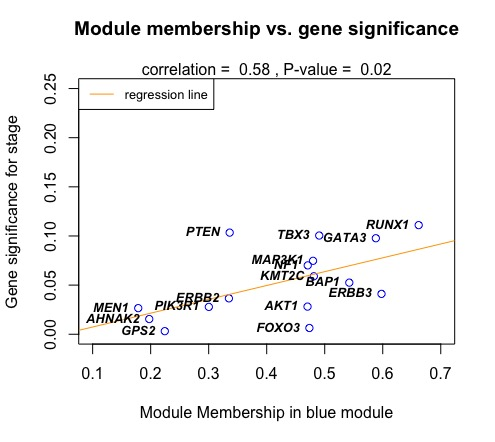 Module membership vs. gene significance
correlation = 0.58 , P-value = 0.02
regression line
Gene significance for stage
0.25
0.20
0.15
0.10
0.05
0.00
RUNX1
PTEN
TBX3
GATA3
MAP3K1
NF1
KMT2C
BAP1
ERBB3
ERBB2
MEN1
PIK3R1
AKT1
AHNAK2
GPS2
FOXO3
0.1 0.2 0.3 0.4 0.5 0.6 0.7
Module Membership in blue module